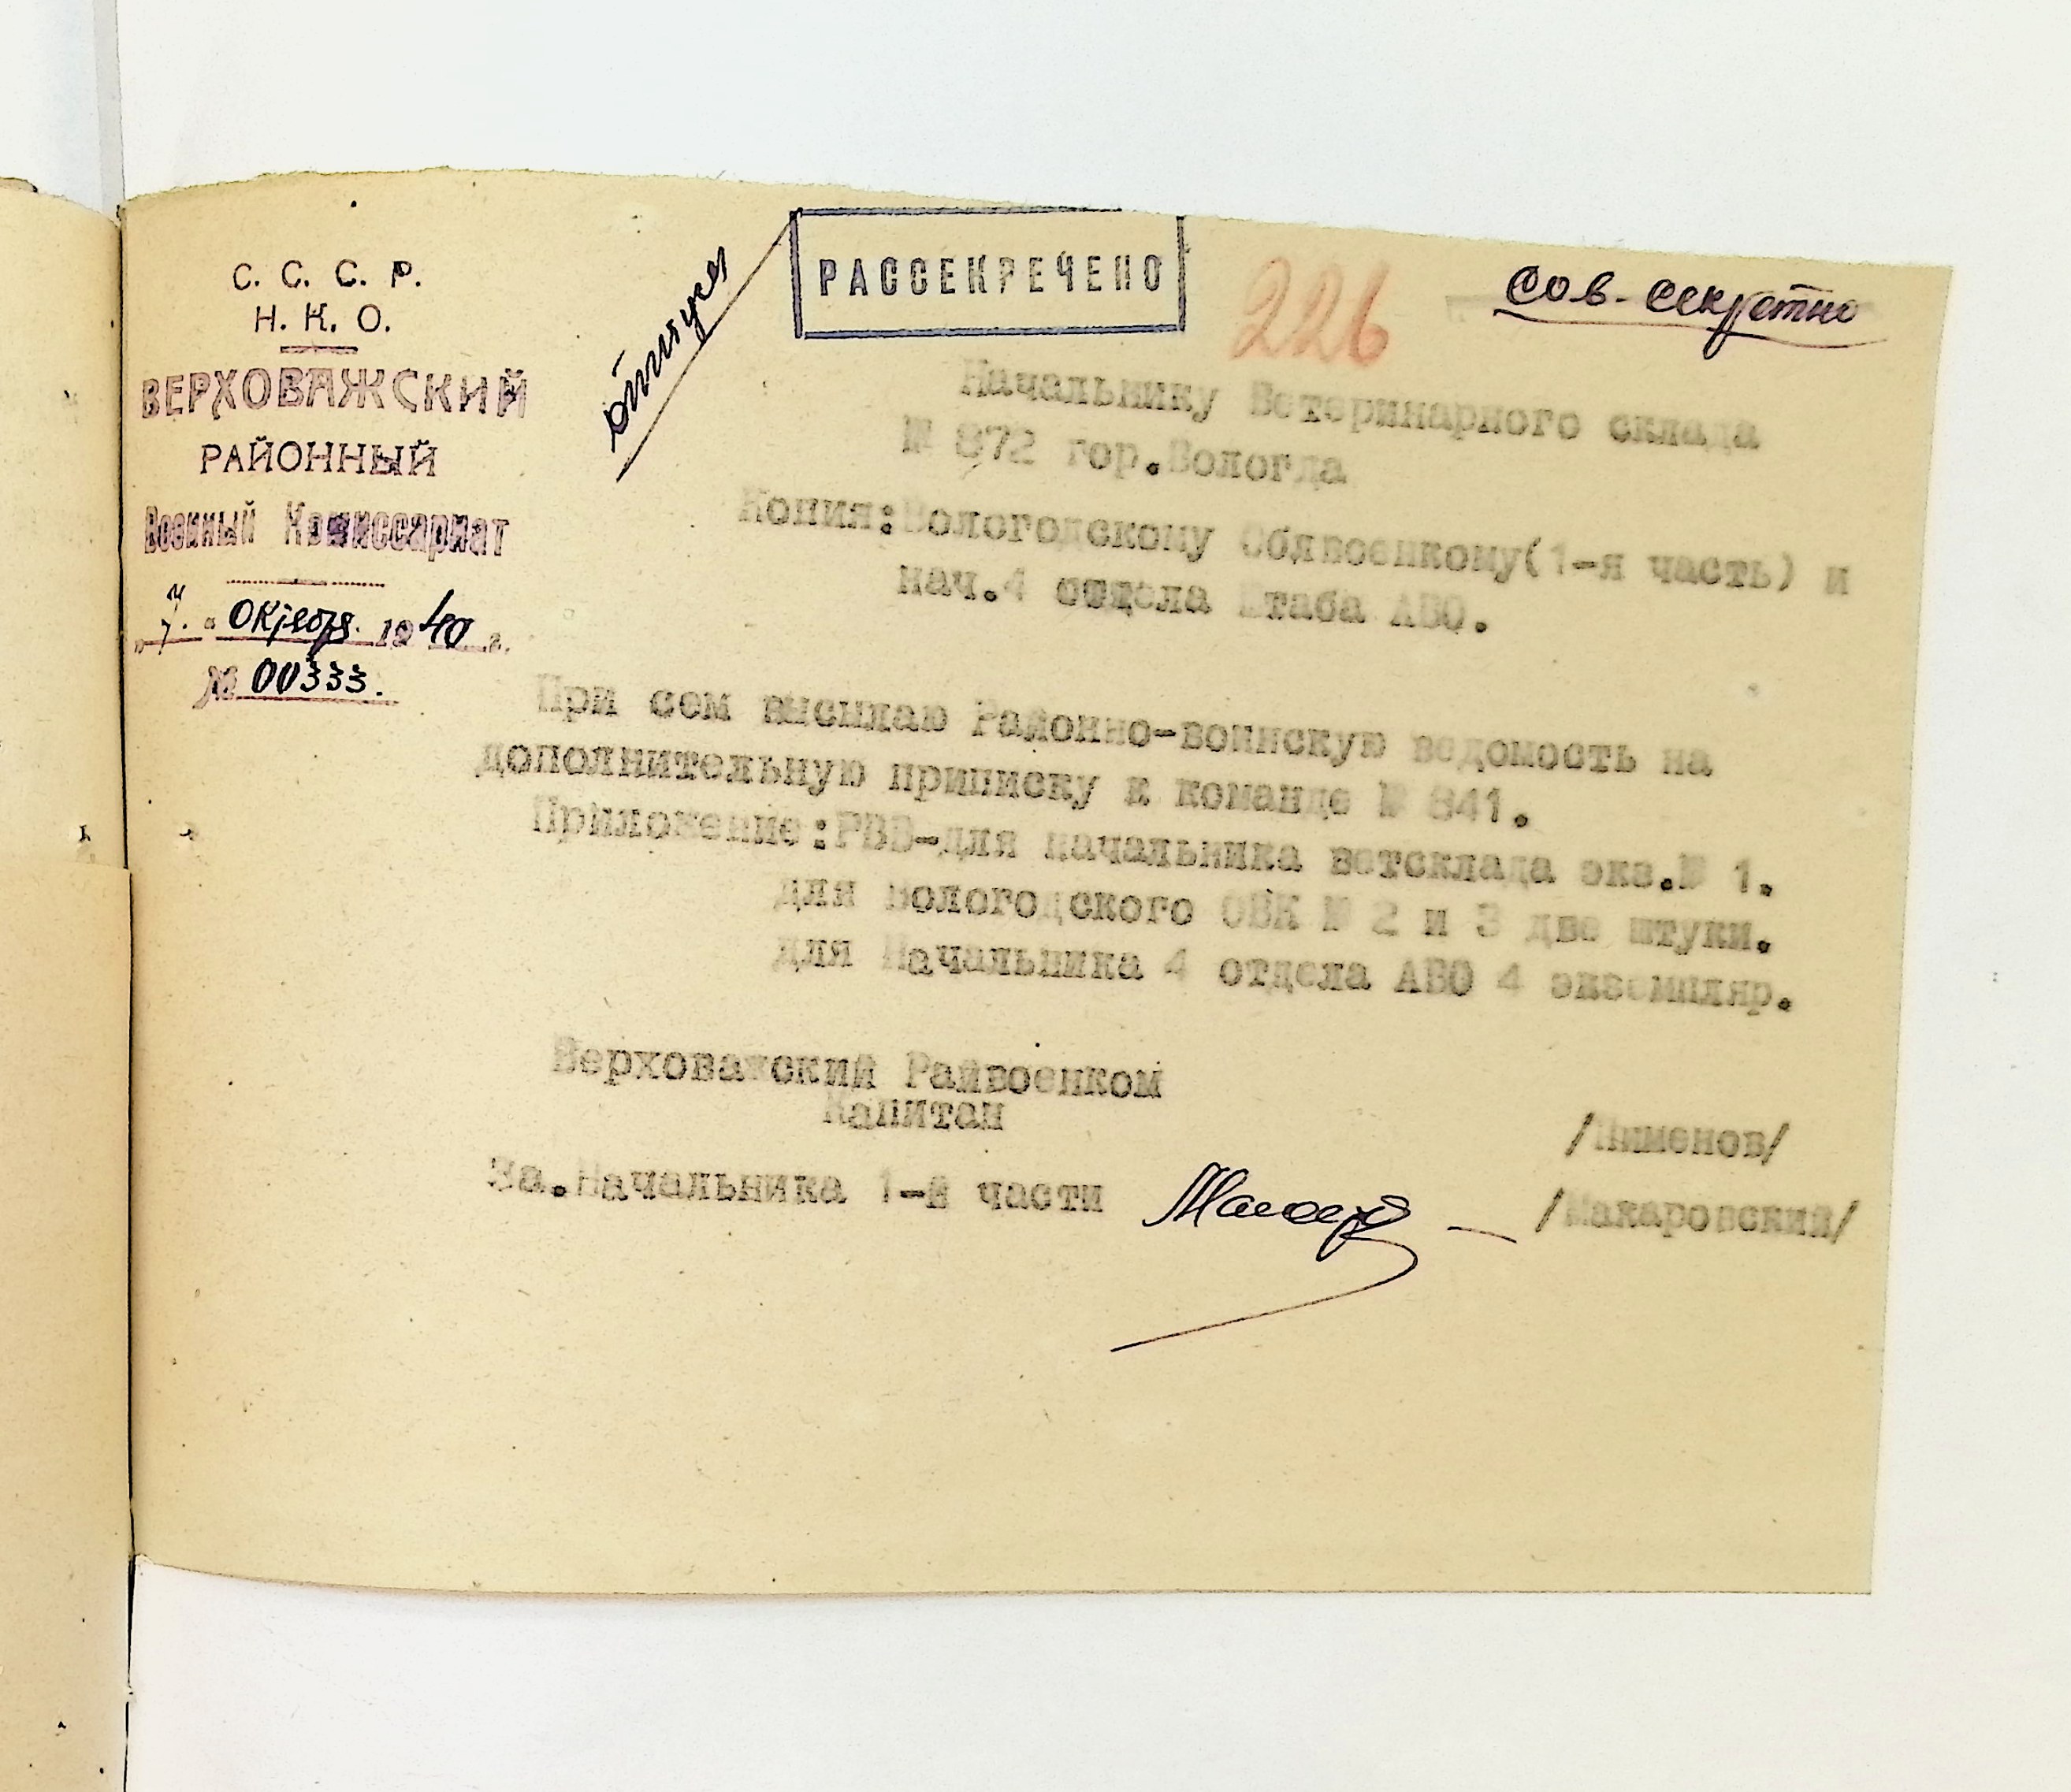 С. С. С. Р.
Н. К. О.
ВЕРХОВАЖСКИЙ
РАЙОННЫЙ
Военный Комиссариат
„7.“ октября 1940 г.
№ 00333.
отпуск
РАССЕКРЕЧЕНО
226
Сов. секретно
Начальнику Ветеринарного склада
№ 872 гор.Вологда
Копия:Вологодскому Облвоенкому(1-я часть) и
нач.4 отдела Штаба АВО.
При сем высылаю Районно-воинскую ведомость на
дополнительную приписку к команде № 841.
Приложение:РВВ-для начальника ветсклада экз.№ 1.
для Вологодского ОВК № 2 и 3 две штуки.
для Начальника 4 отдела АВО 4 экземпляр.
Верховажский Райвоенком
Капитан
/Пименов/
За.Начальника 1-й части
/Макаровский/